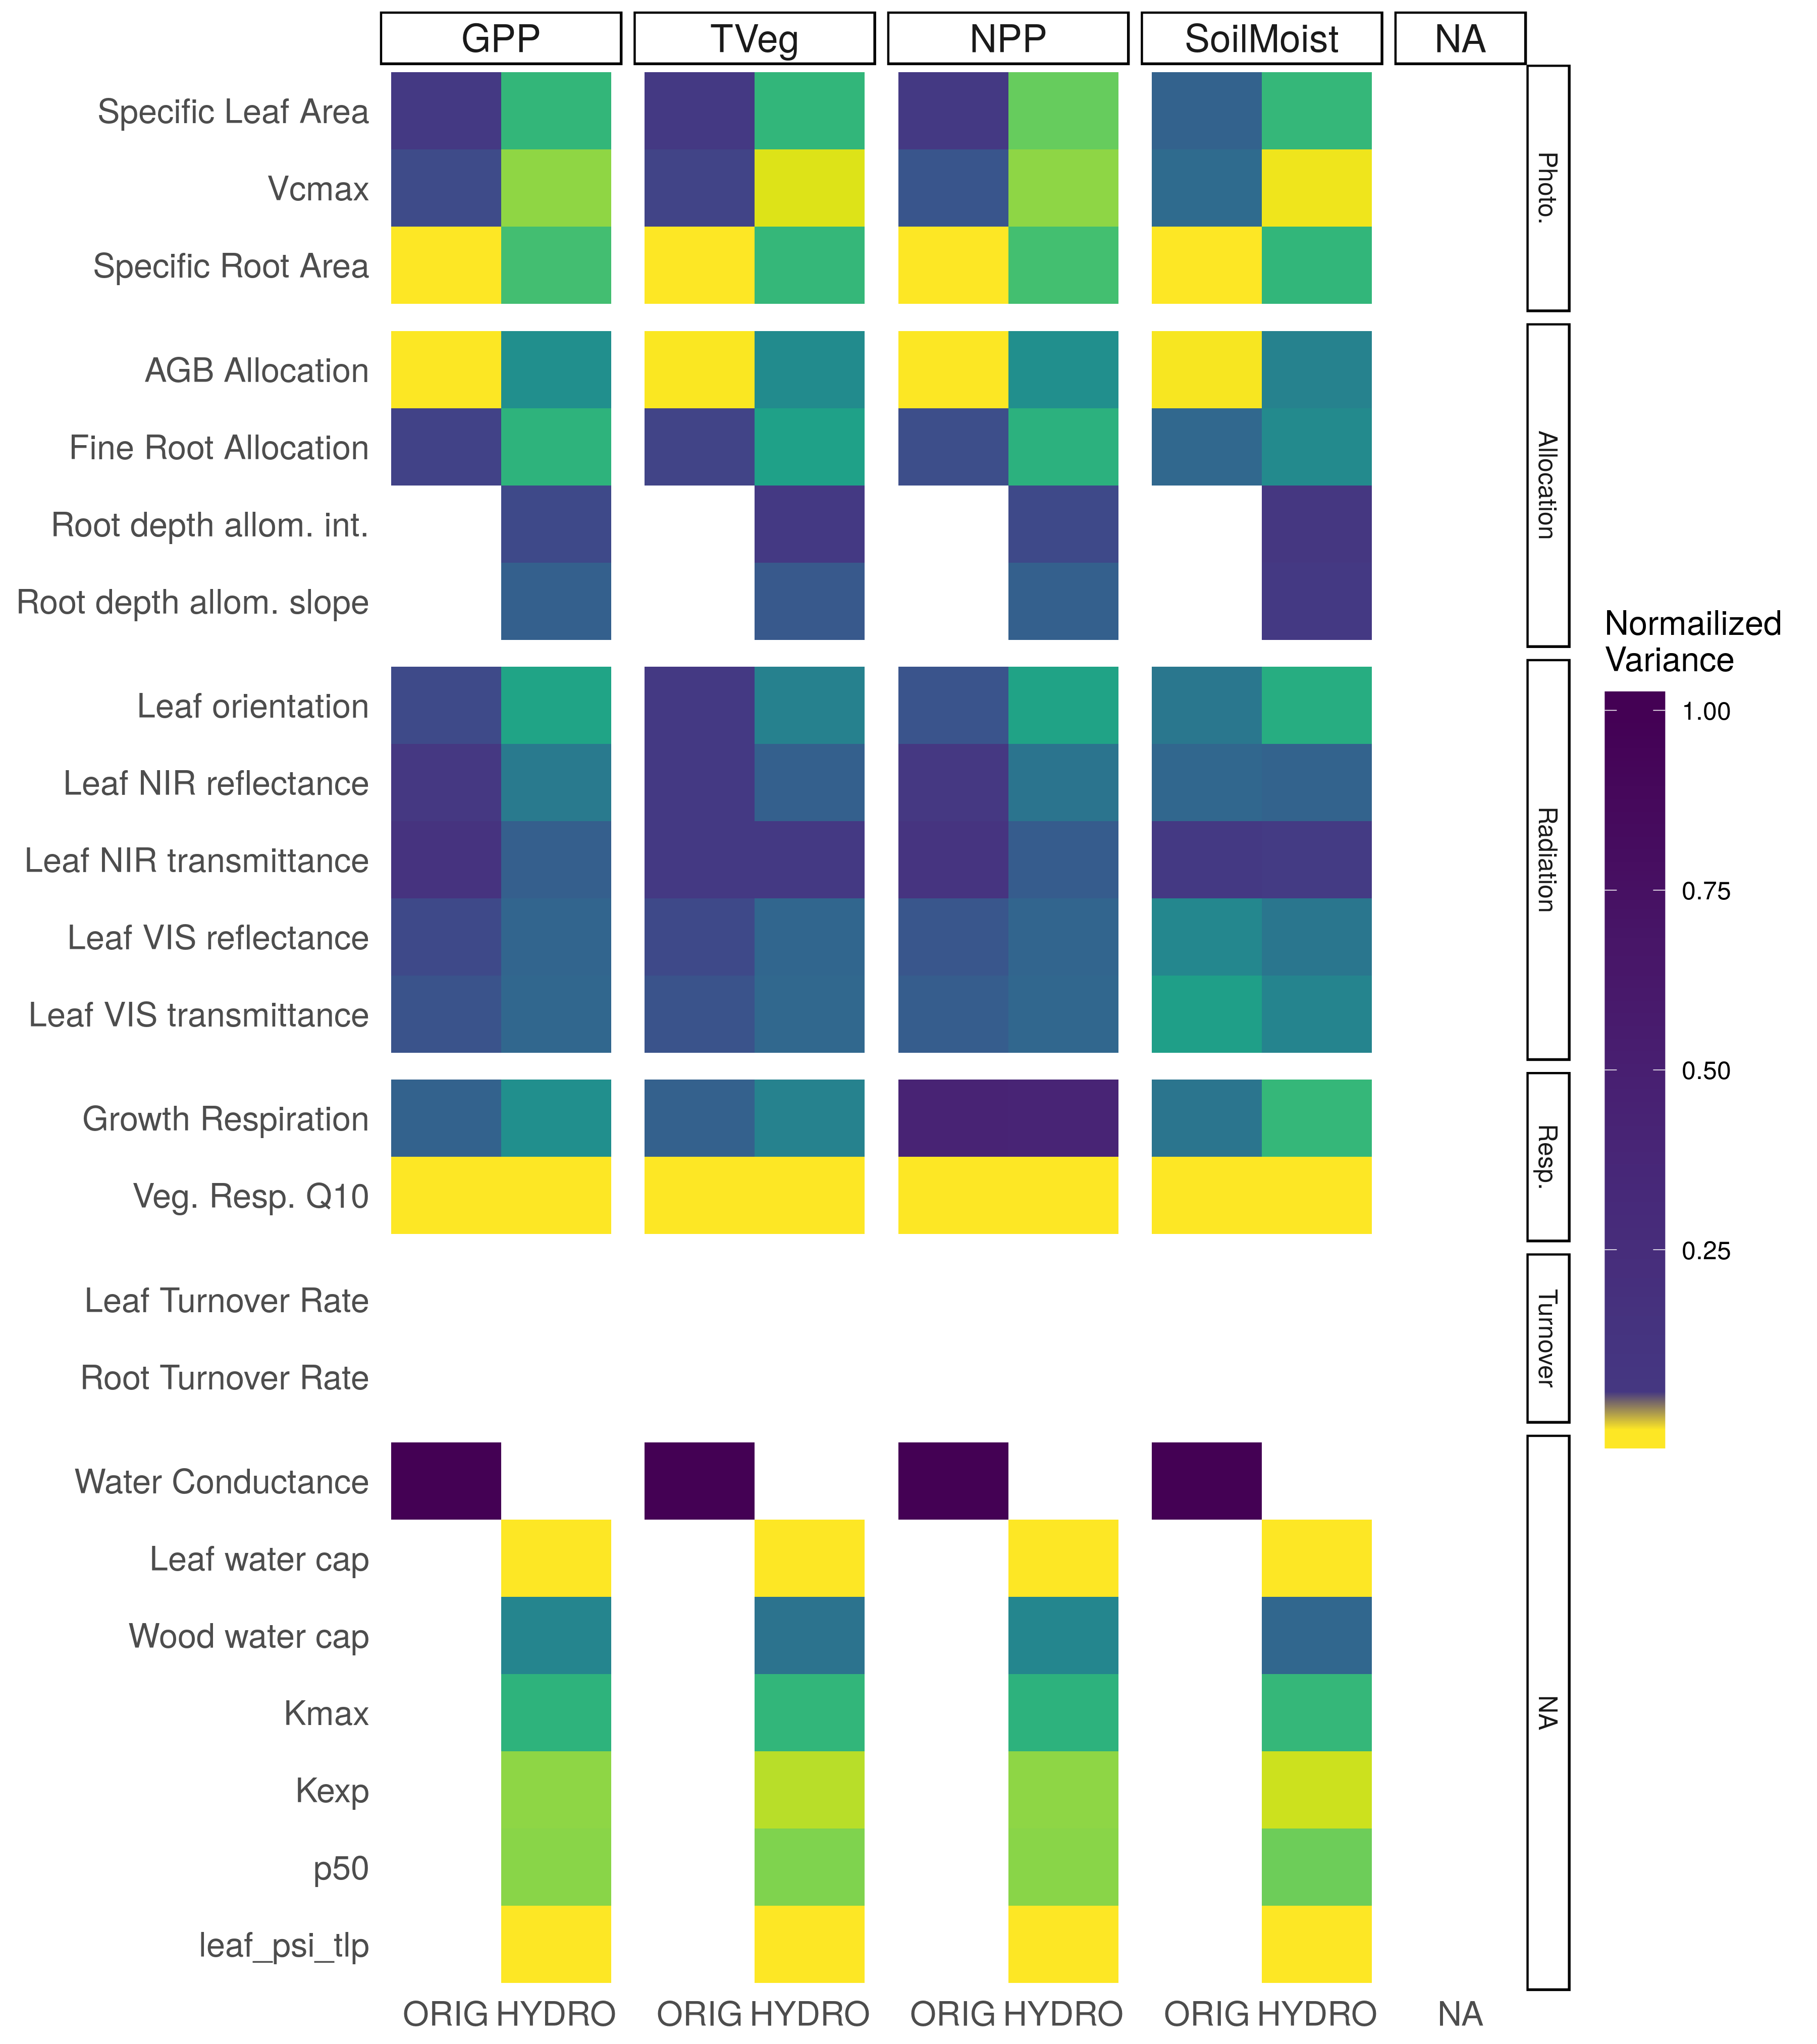 GPP TVeg NPP SoilMoist NA
Specific Leaf Area
Vcmax
Specific Root Area
Photo.
AGB Allocation
Fine Root Allocation
Root depth allom. int.
Root depth allom. slope
Allocation
Leaf orientation
Leaf NIR reflectance
Leaf NIR transmittance
Leaf VIS reflectance
Leaf VIS transmittance
Radiation
Growth Respiration
Veg. Resp. Q10
Resp.
Leaf Turnover Rate
Root Turnover Rate
Turnover
Water Conductance
Leaf water cap
Wood water cap
Kmax
Kexp
p50
leaf_psi_tlp
NA
ORIG HYDRO ORIG HYDRO ORIG HYDRO ORIG HYDRO NA
Normailized
Variance
1.00
0.75
0.50
0.25